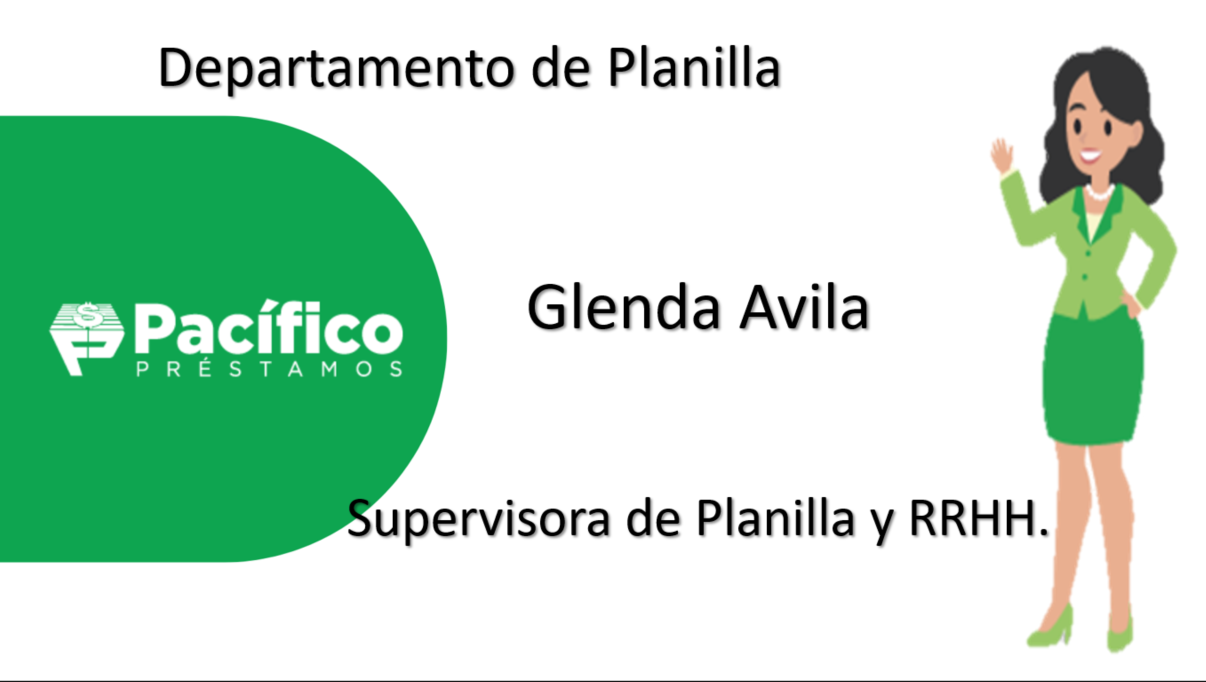 Departamento de Planilla
Pacífico
PRÉSTAMOS
Glenda Avila
Supervisora de Planilla y RRHH.